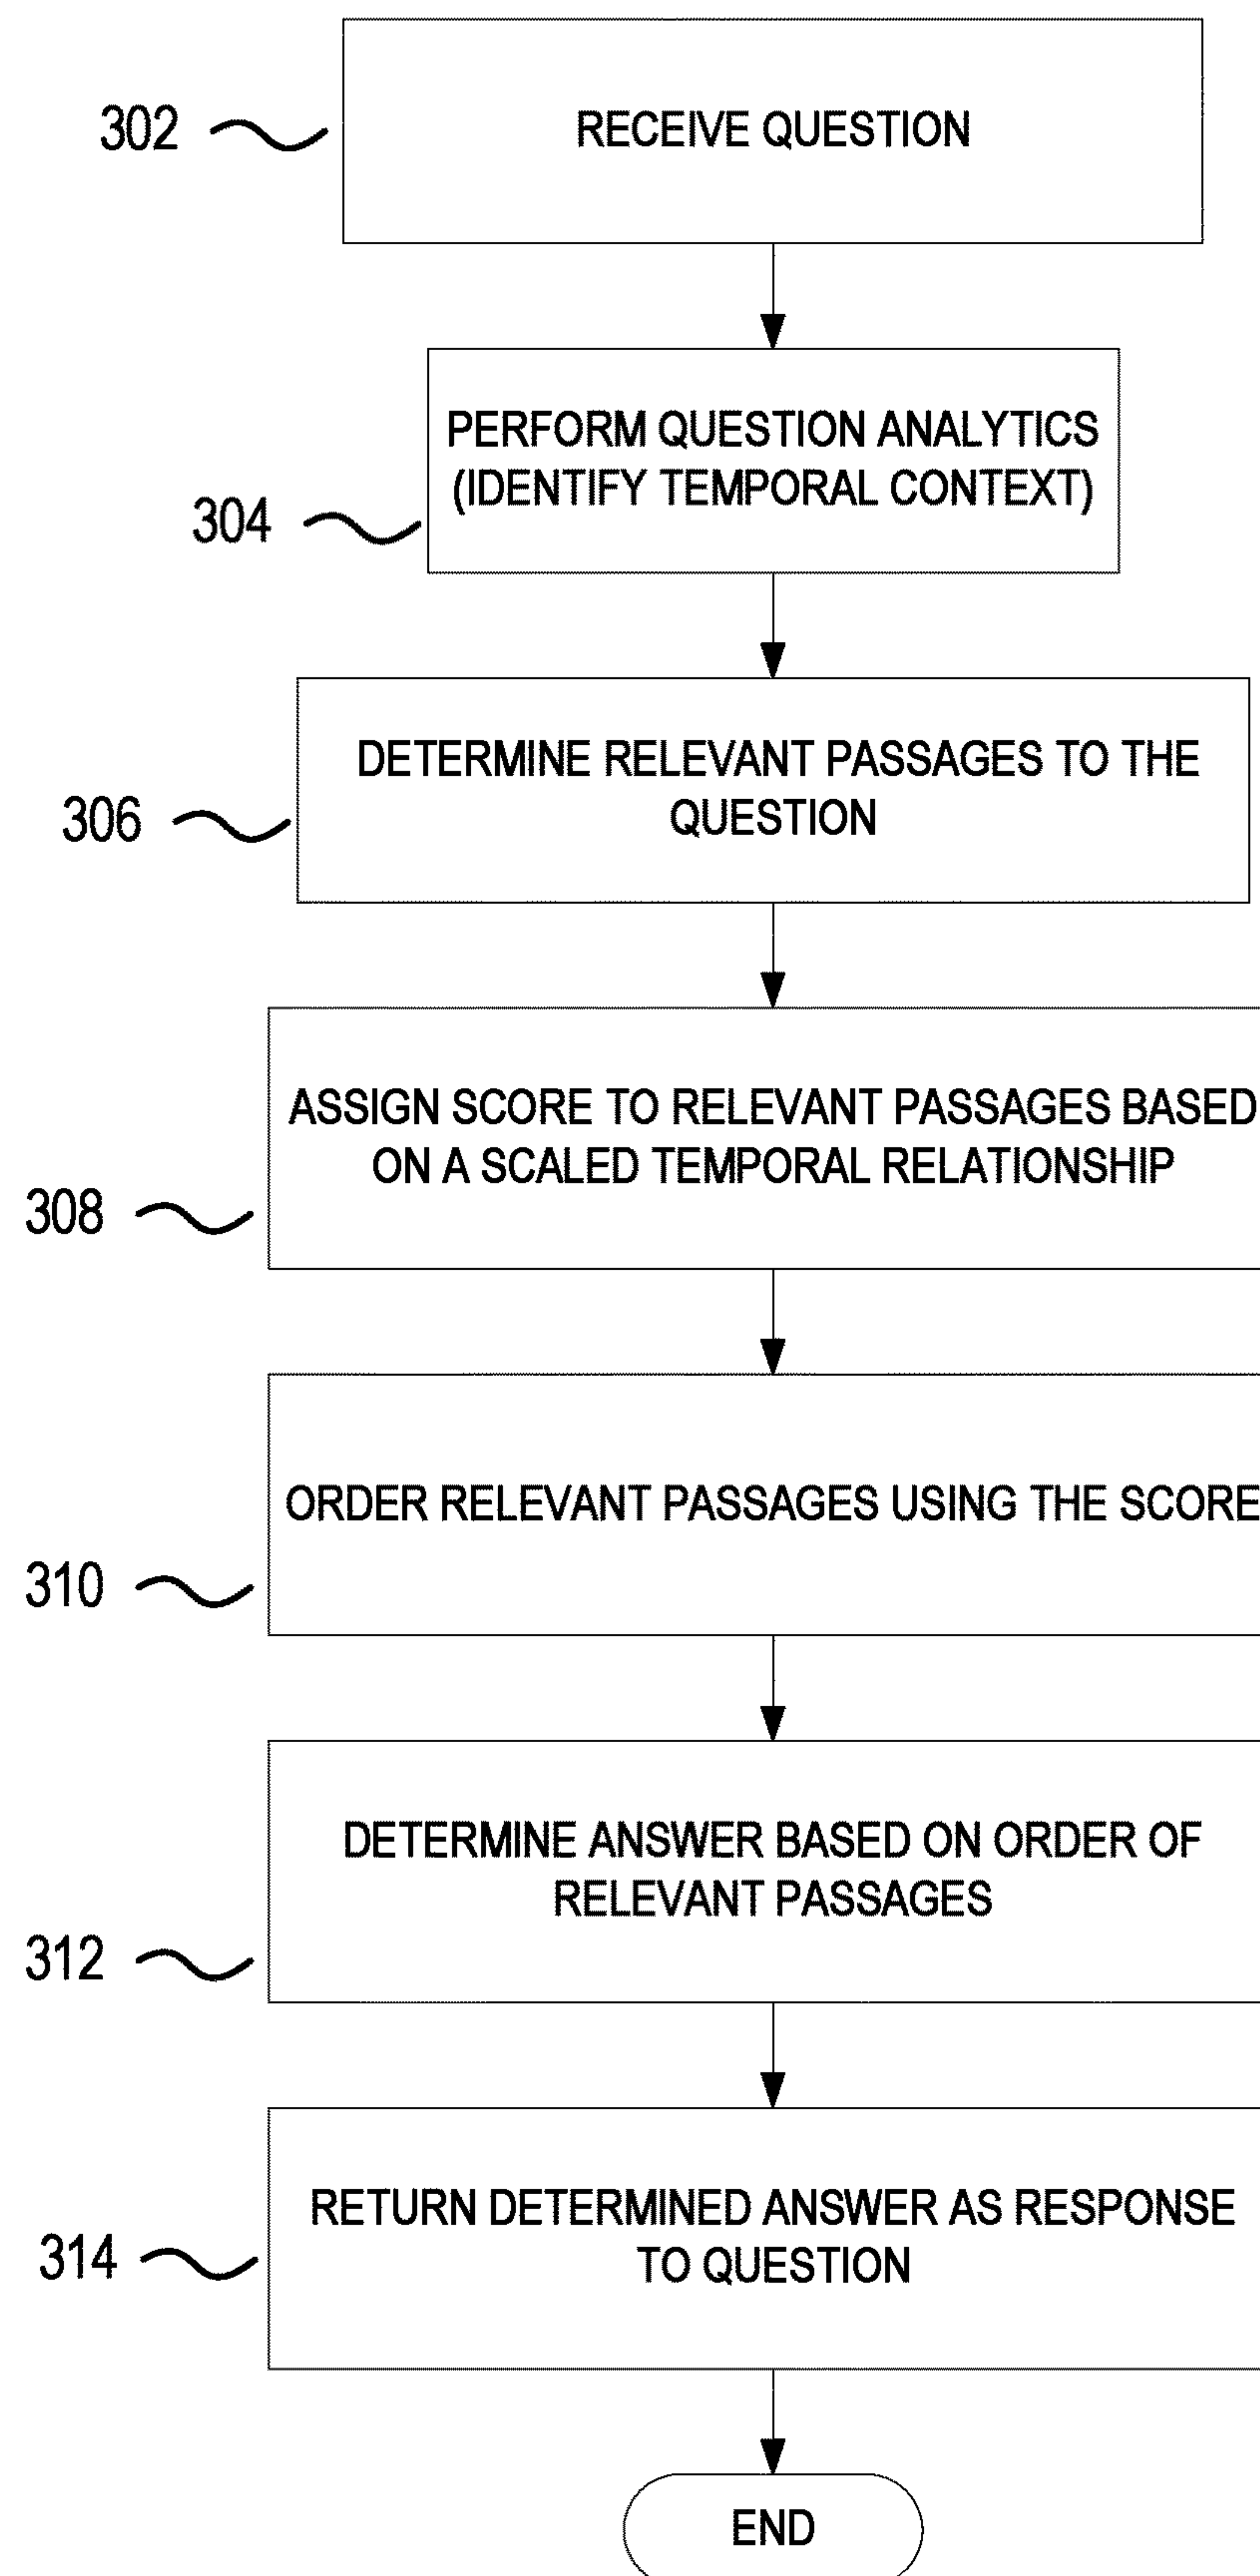 302
RECEIVE QUESTION
PERFORM QUESTION ANALYTICS
(IDENTIFY TEMPORAL CONTEXT)
304
DETERMINE RELEVANT PASSAGES TO THE
QUESTION
306
ASSIGN SCORE TO RELEVANT PASSAGES BASED
ON A SCALED TEMPORAL RELATIONSHIP
308
ORDER RELEVANT PASSAGES USING THE SCORE
310
DETERMINE ANSWER BASED ON ORDER OF
RELEVANT PASSAGES
312
RETURN DETERMINED ANSWER AS RESPONSE
TO QUESTION
314
END